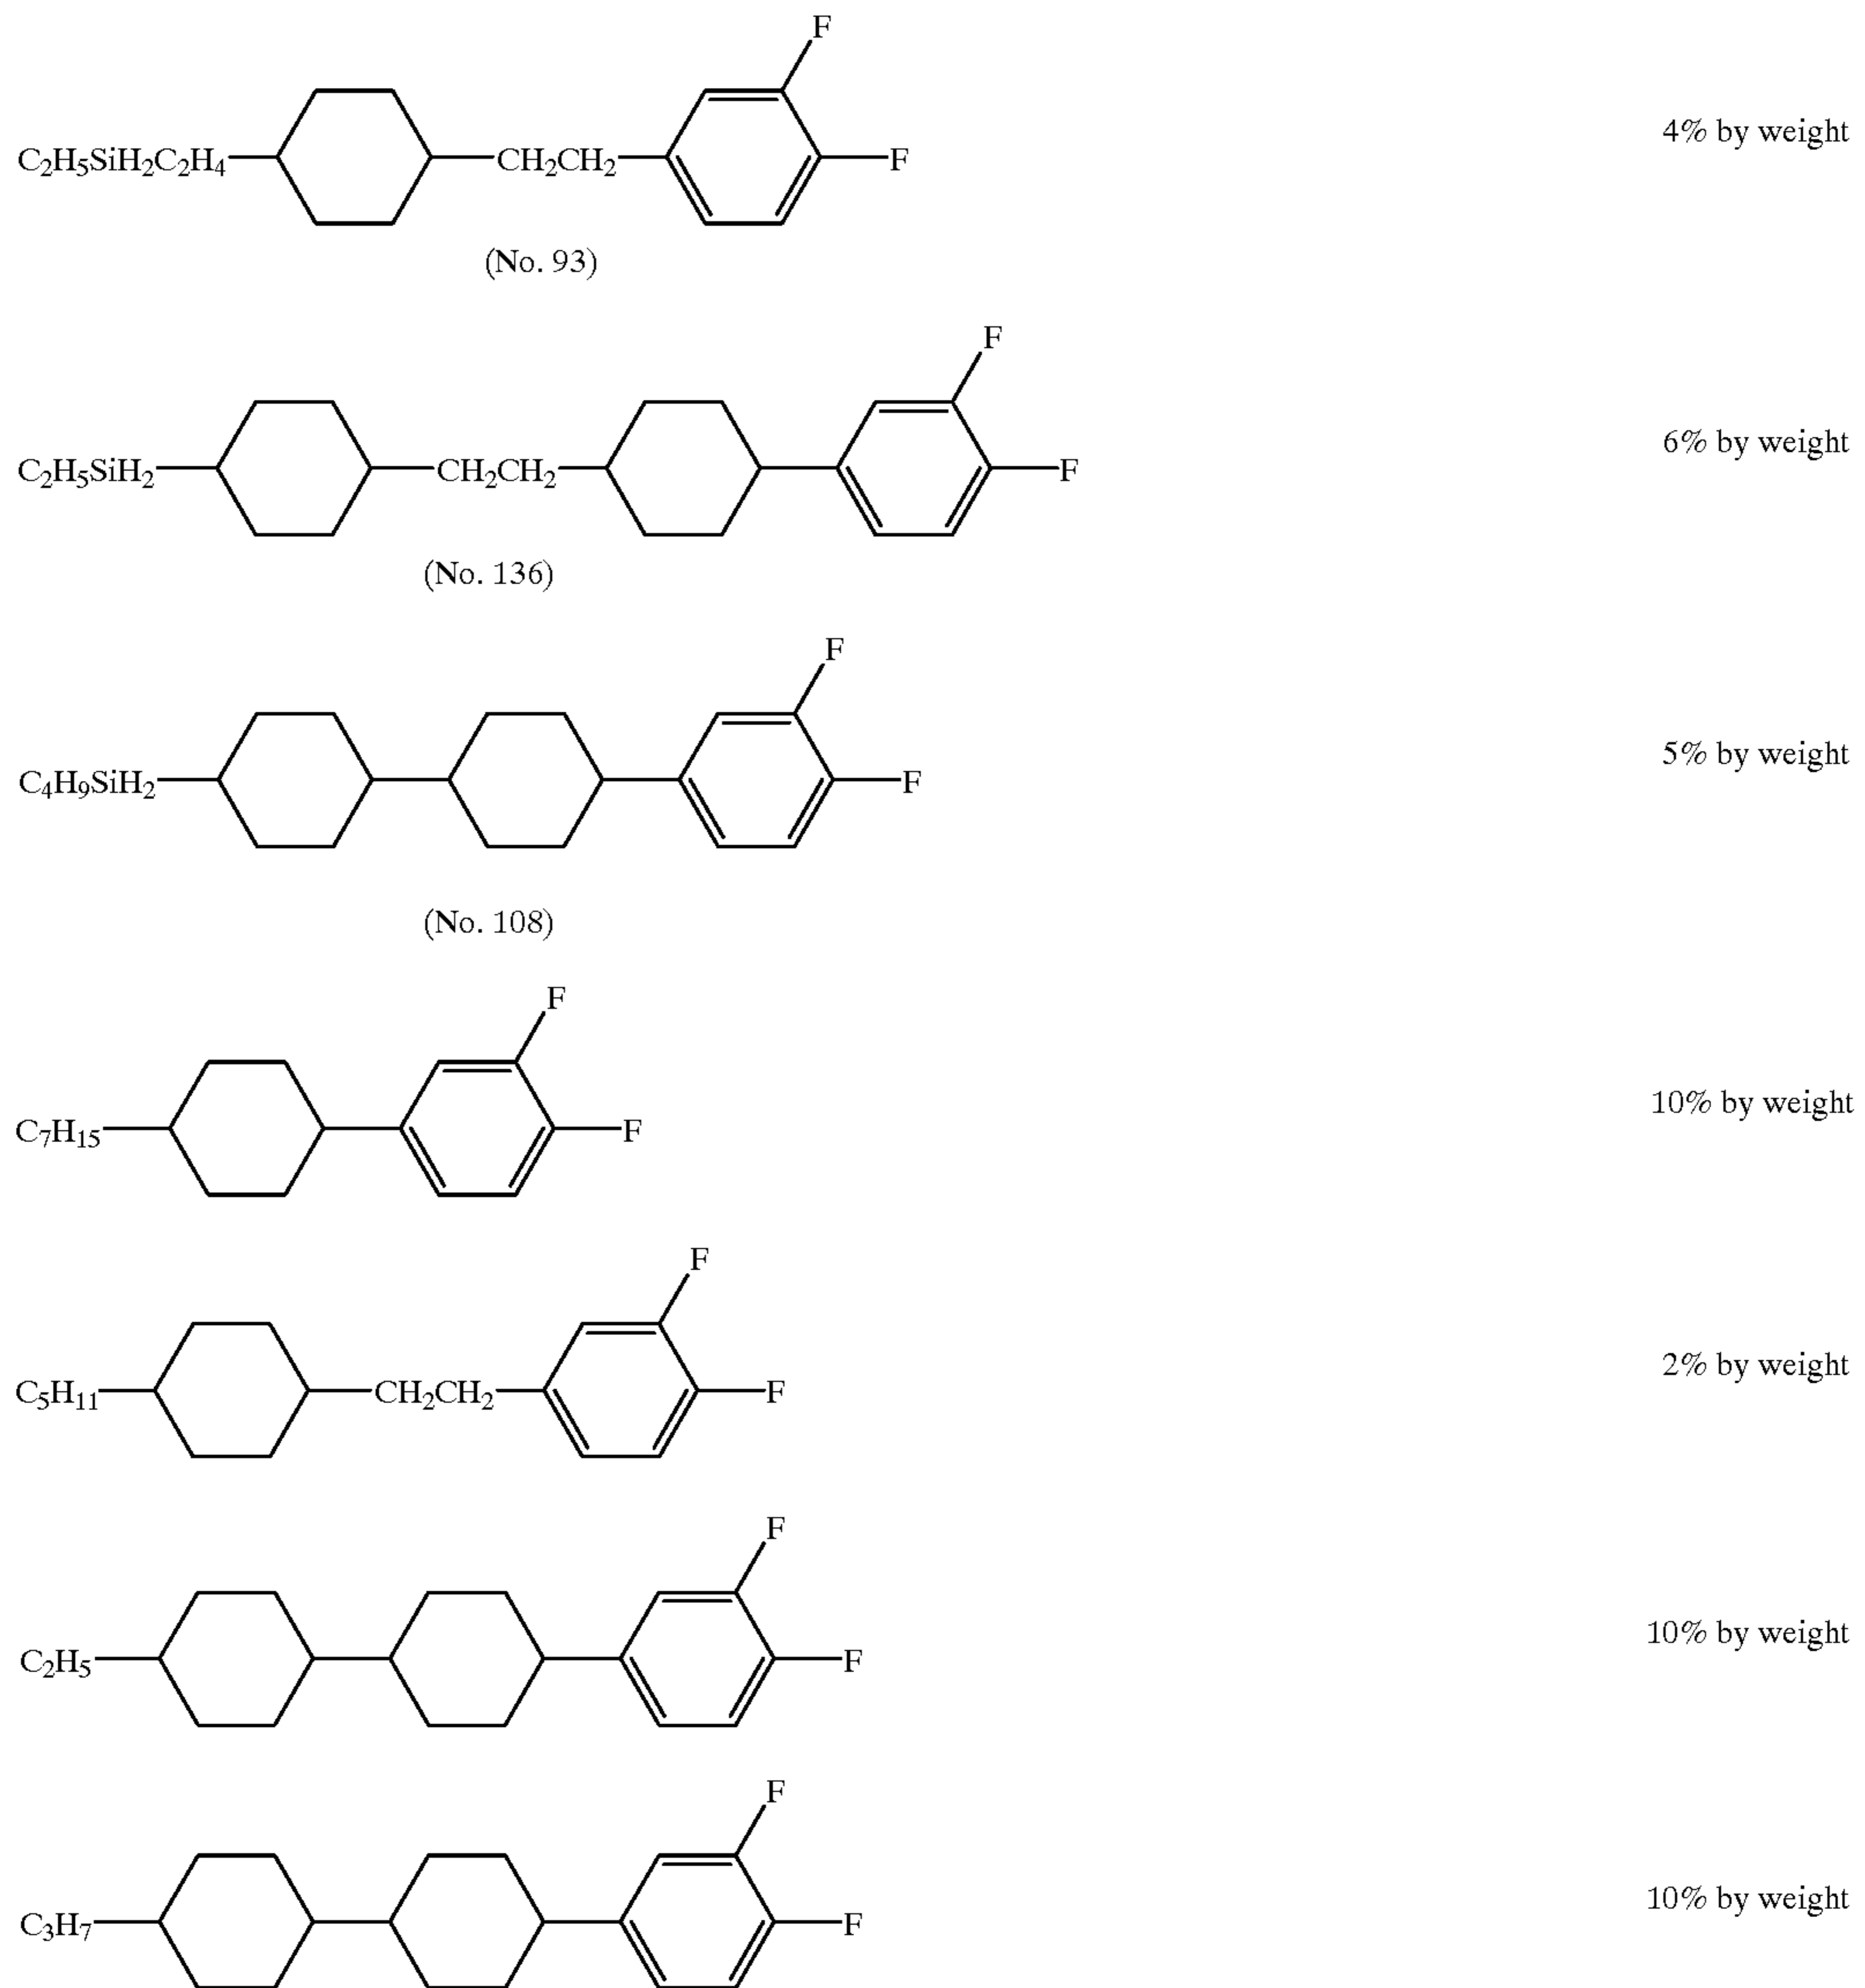 F
C2H5SiH2C2H4 CH2CH2 F 4% by weight
(No. 93)
F
C2H5SiH2 CH2CH2 F 6% by weight
(No. 136)
F
C4H9SiH2 F 5% by weight
(No. 108)
F
C7H15 F 10% by weight
F
C5H11 CH2CH2 F 2% by weight
F
C2H5 F 10% by weight
F
C3H7 F 10% by weight